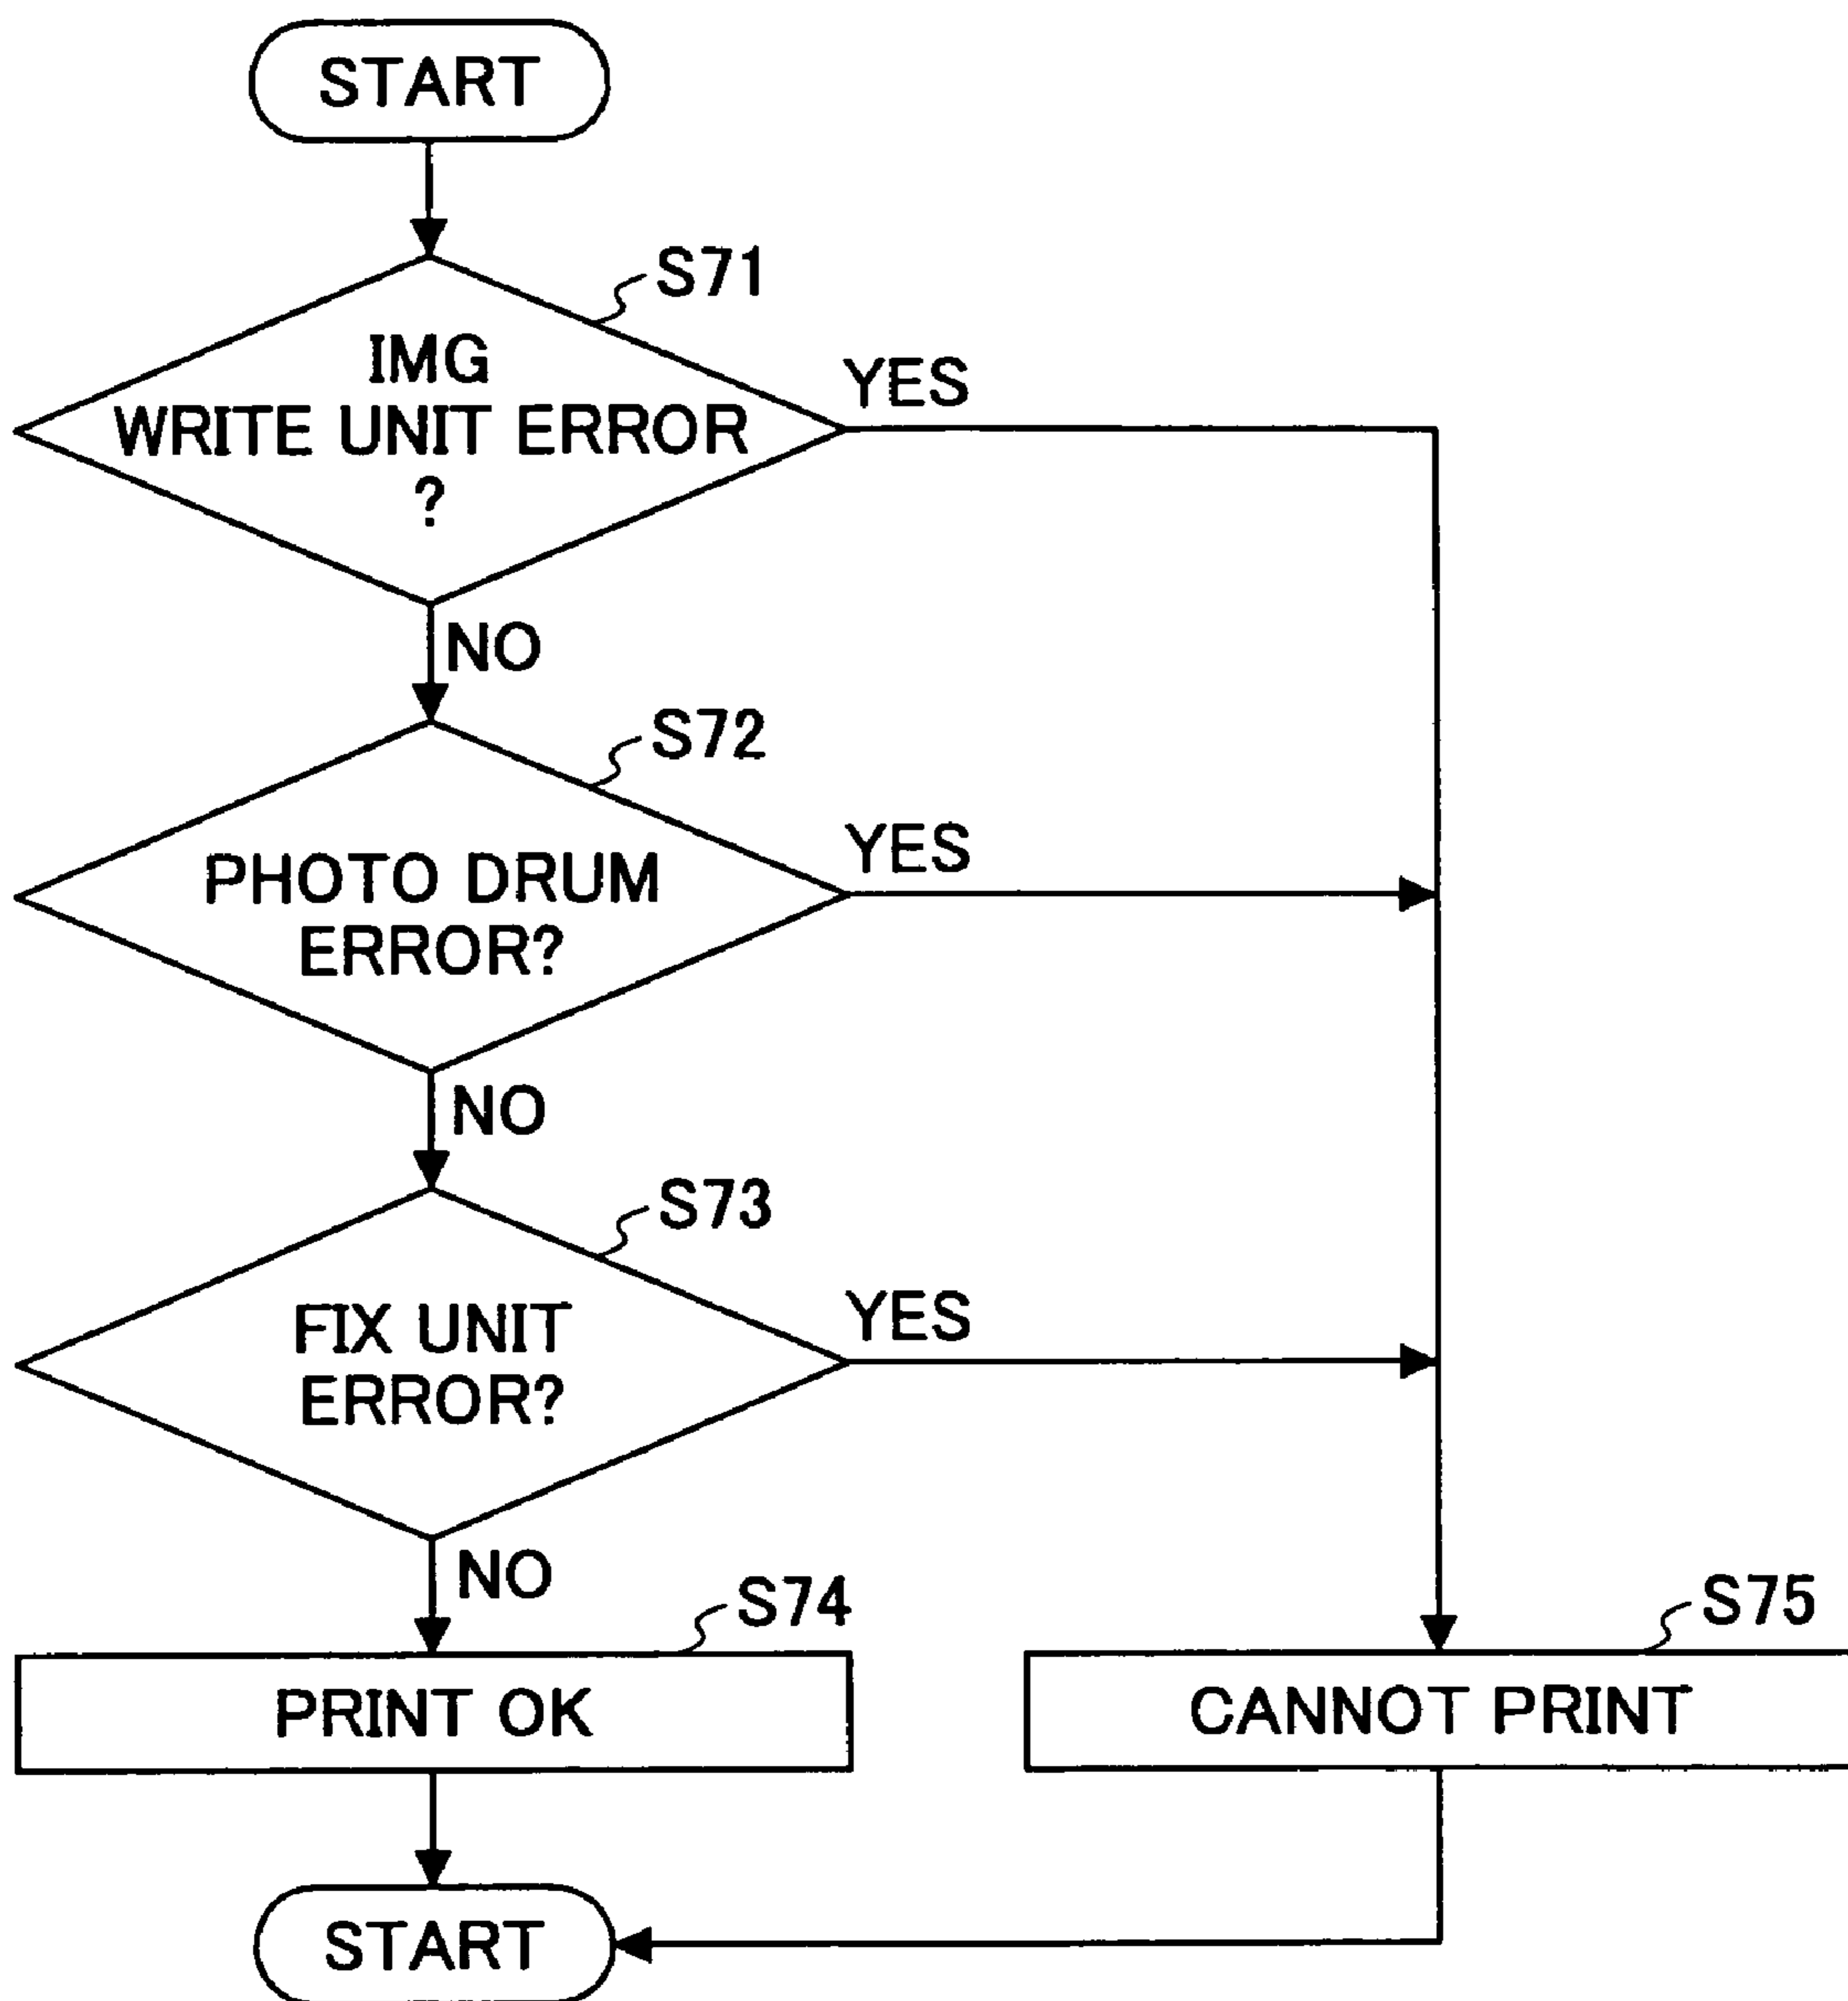 START
S71
IMG
WRITE UNIT ERROR
?
YES
NO
S72
PHOTO DRUM
ERROR?
YES
NO
S73
FIX UNIT
ERROR?
YES
NO
S74
PRINT OK
S75
CANNOT PRINT
START